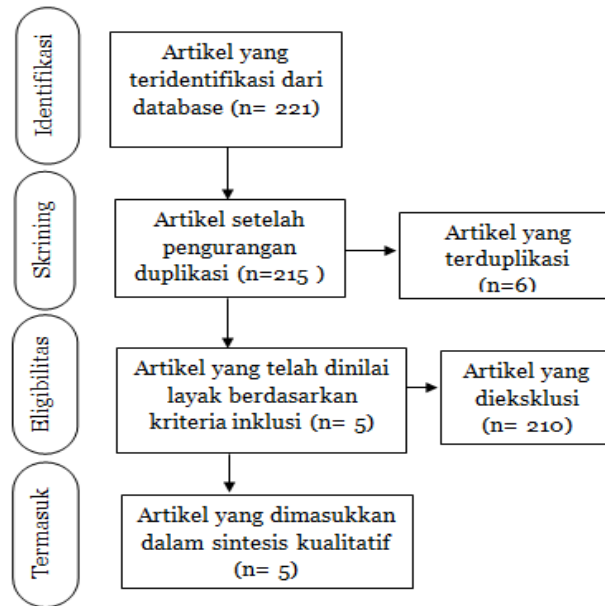 Identifikasi
Artikel yang
teridentifikasi dari
database (n= 221)
Skrining
Artikel setelah
pengurangan
duplikasi (n=215 )
Artikel yang
terduplikasi
(n=6)
Eligibilitas
Artikel yang telah dinilai
layak berdasarkan
kriteria inklusi (n= 5)
Artikel yang
dieksklusi
(n= 210)
Termasuk
Artikel yang dimasukkan
dalam sintesis kualitatif
(n= 5)